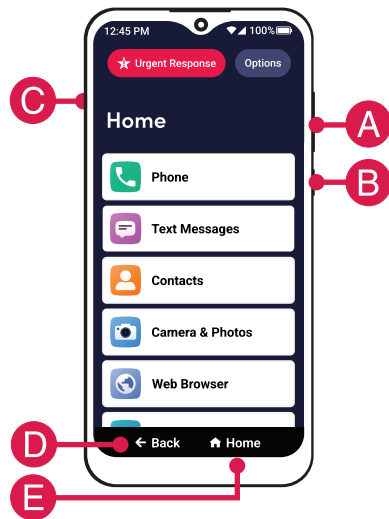 12:45 PM 100%
Urgent Response Options
Home
C
A
Phone
B
Text Messages
Contacts
Camera & Photos
Web Browser
D
Back Home
E